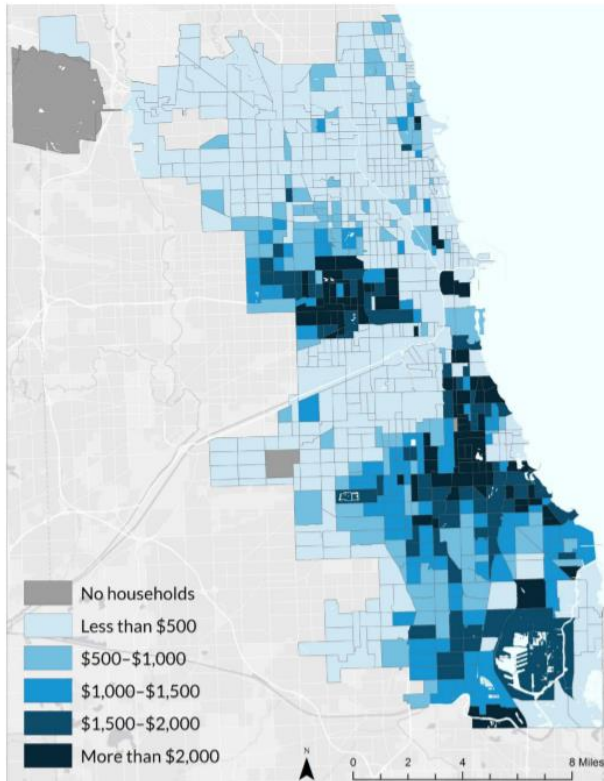 No households
Less than $500
$500–$1,000
$1,000–$1,500
$1,500–$2,000
More than $2,000
N
0 2 4 8 Miles